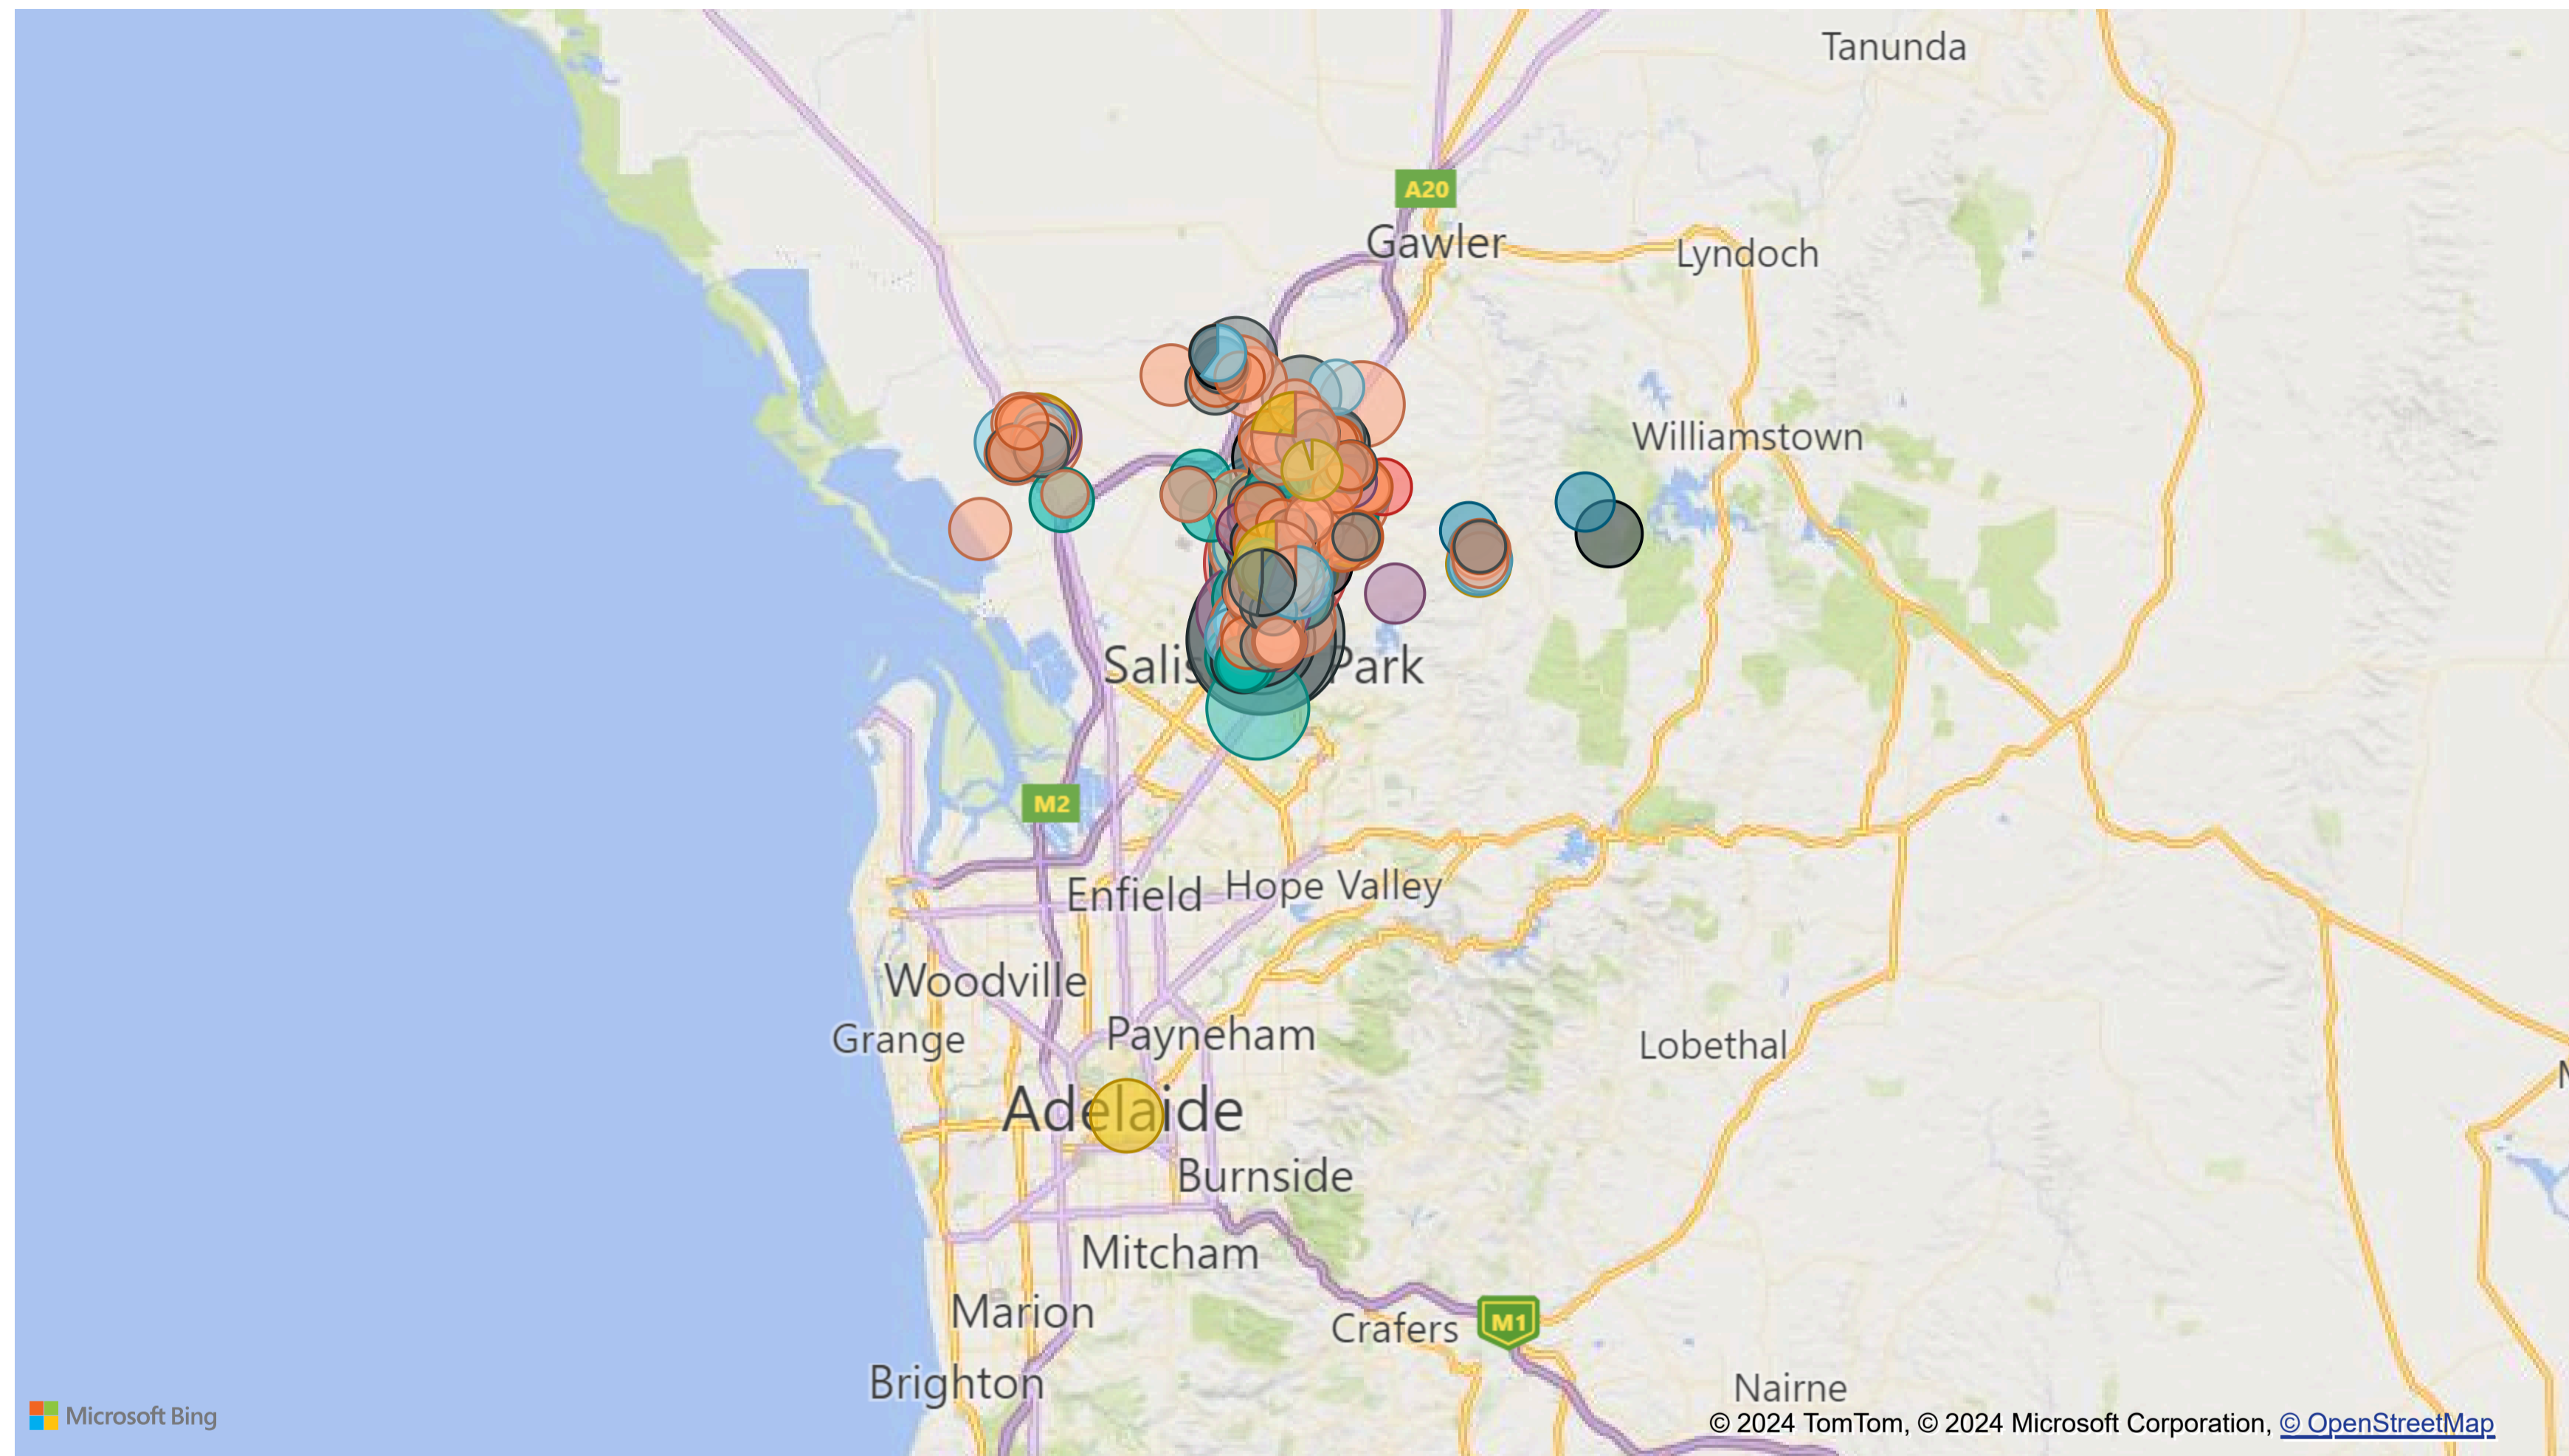 Tanunda
A20
Gawler
Lyndoch
Williamstown
Salis Park
M2
Enfield
Hope Valley
Woodville
Payneham
Grange
Lobethal
Adelaide
Burnside
Mitcham
Marion
Crafers
M1
Brighton
Nairne
Microsoft Bing
© 2024 TomTom, © 2024 Microsoft Corporation, © OpenStreetMap